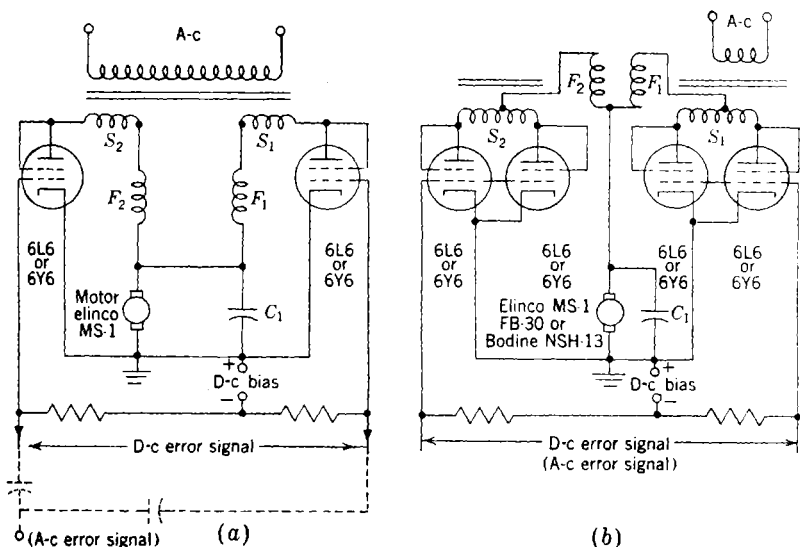 A-c
S₂
S₁
F₂
F₁
6L6
or
6Y6
6L6
or
6Y6
Motor
elinco
MS-1
C₁
+
D-c bias
−
D-c error signal
(A-c error signal)
(a)
A-c
F₂
F₁
S₂
S₁
6L6
or
6Y6
6L6
or
6Y6
6L6
or
6Y6
6L6
or
6Y6
Elinco MS-1
FB-30 or
Bodine NSH-13
C₁
+
D-c bias
−
D-c error signal
(A-c error signal)
(b)